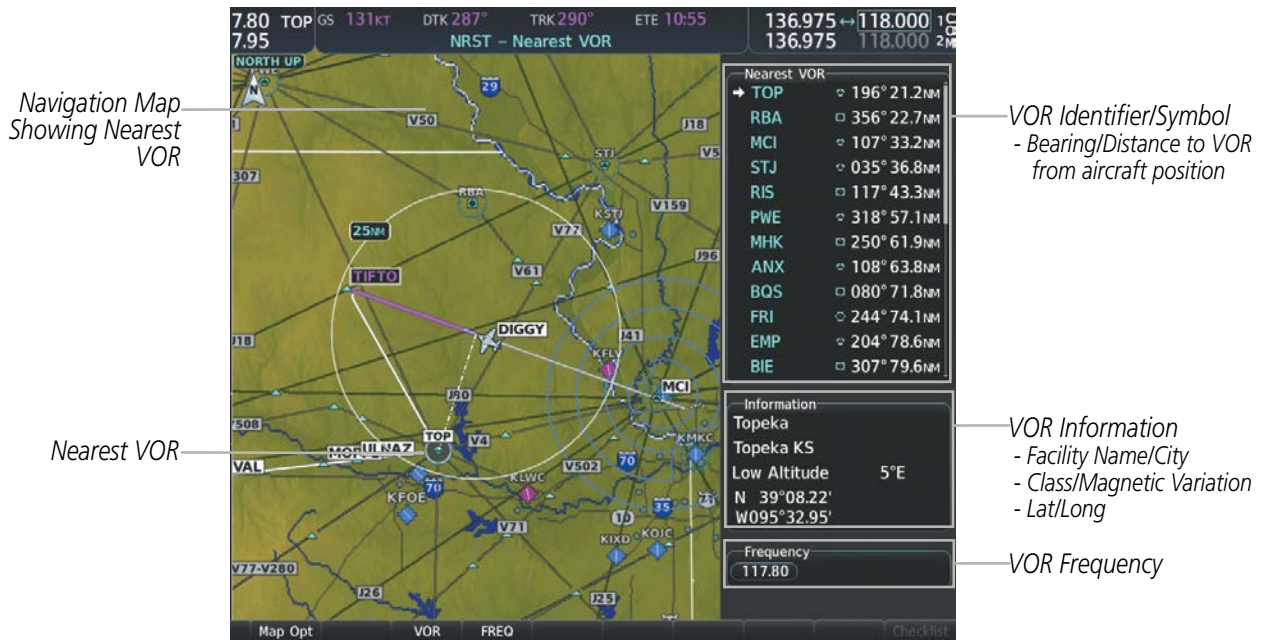 7.80 TOP GS 131KT DTK 287° TRK 290° ETE 10:55 136.975 ↔ 118.000 1
7.95 NRST – Nearest VOR 136.975 118.000 2
NORTH UP
PWE
N
Navigation Map
Showing Nearest
VOR
29
V50
J18
STJ
V5
307
RBA
KSTJ
V159
25NM
V77
J96
TIFTO
V61
DIGGY
J18
J41
KFLV
MCI
J80
V508
TOP
ULNAZ
V4
KMKC
VAL
V502
70
70
KLWC
KFOE
35
10
V71
KIXD
KOJC
V77-V280
J26
J25
Nearest VOR
Nearest VOR
TOP 196° 21.2NM
RBA 356° 22.7NM
MCI 107° 33.2NM
STJ 035° 36.8NM
RIS 117° 43.3NM
PWE 318° 57.1NM
MHK 250° 61.9NM
ANX 108° 63.8NM
BQS 080° 71.8NM
FRI 244° 74.1NM
EMP 204° 78.6NM
BIE 307° 79.6NM
VOR Identifier/Symbol
- Bearing/Distance to VOR
from aircraft position
Information
Topeka
Topeka KS
Low Altitude 5°E
N 39°08.22'
W095°32.95'
VOR Information
- Facility Name/City
- Class/Magnetic Variation
- Lat/Long
Frequency
117.80
VOR Frequency
Map Opt VOR FREQ Checklist